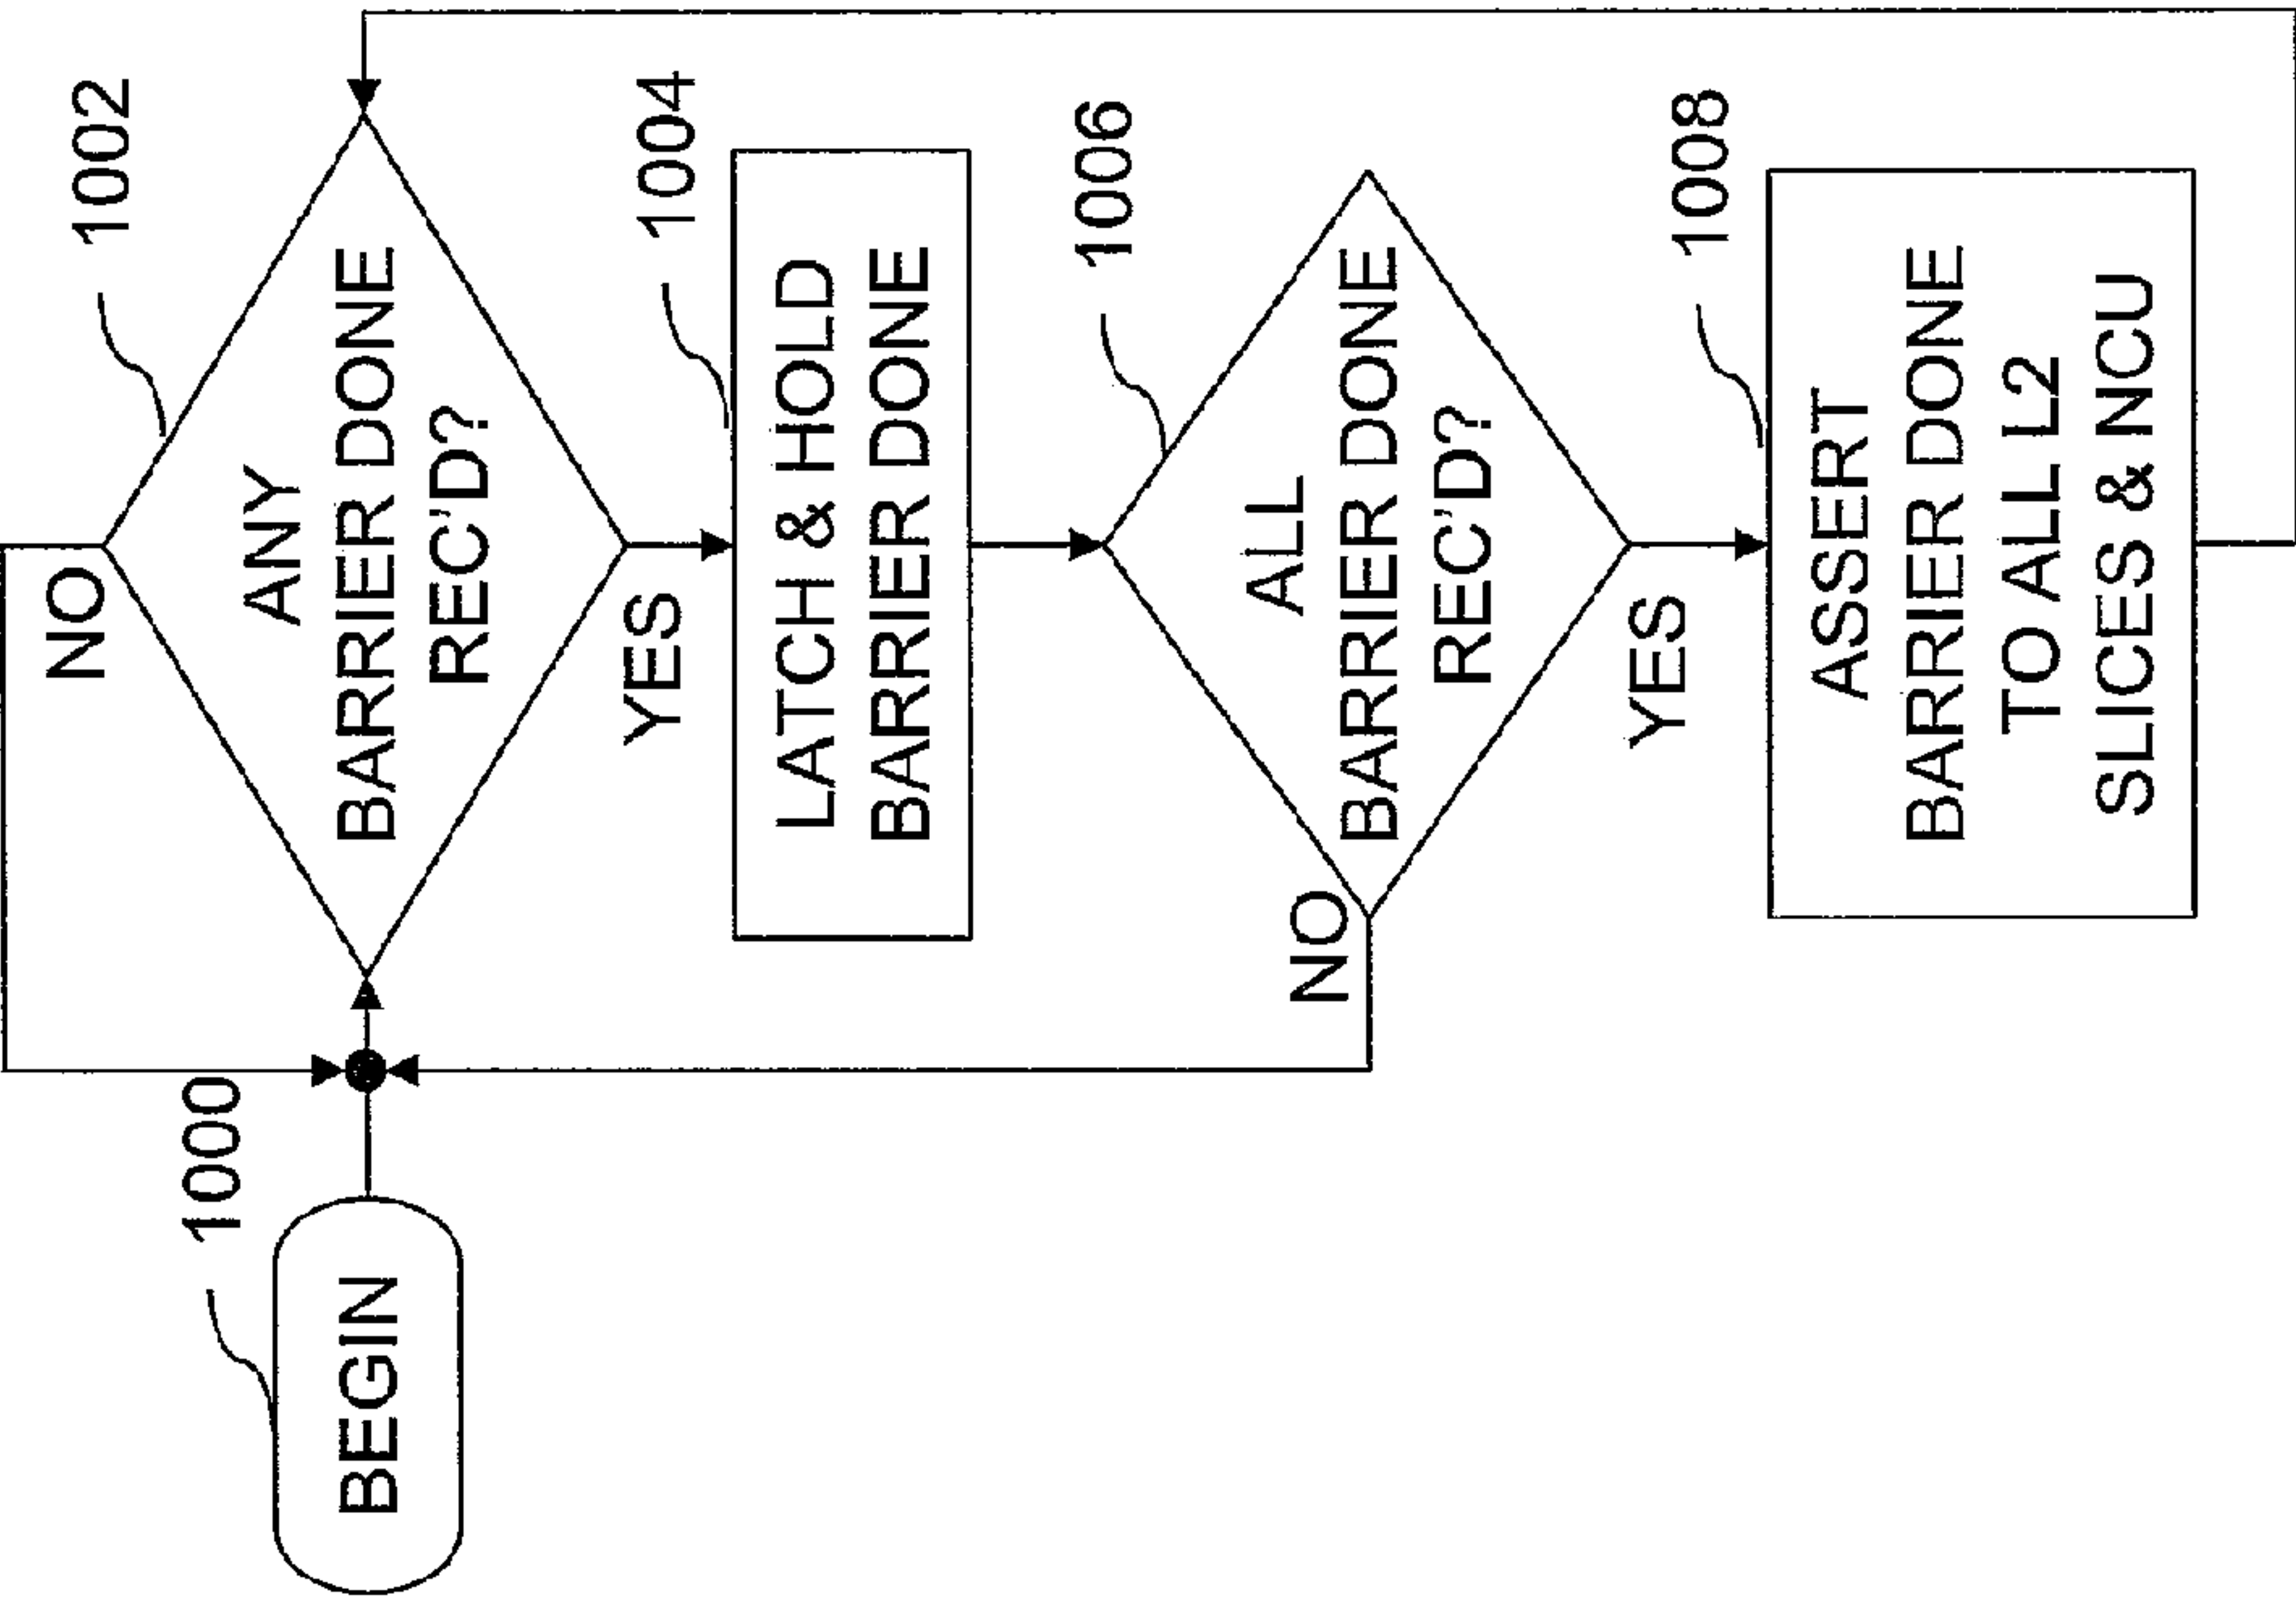 1000
BEGIN
1002
NO
ANY
BARRIER DONE
REC'D?
YES
1004
LATCH & HOLD
BARRIER DONE
1006
NO
ALL
BARRIER DONE
REC'D?
YES
1008
ASSERT
BARRIER DONE
TO ALL L2
SLICES & NCU